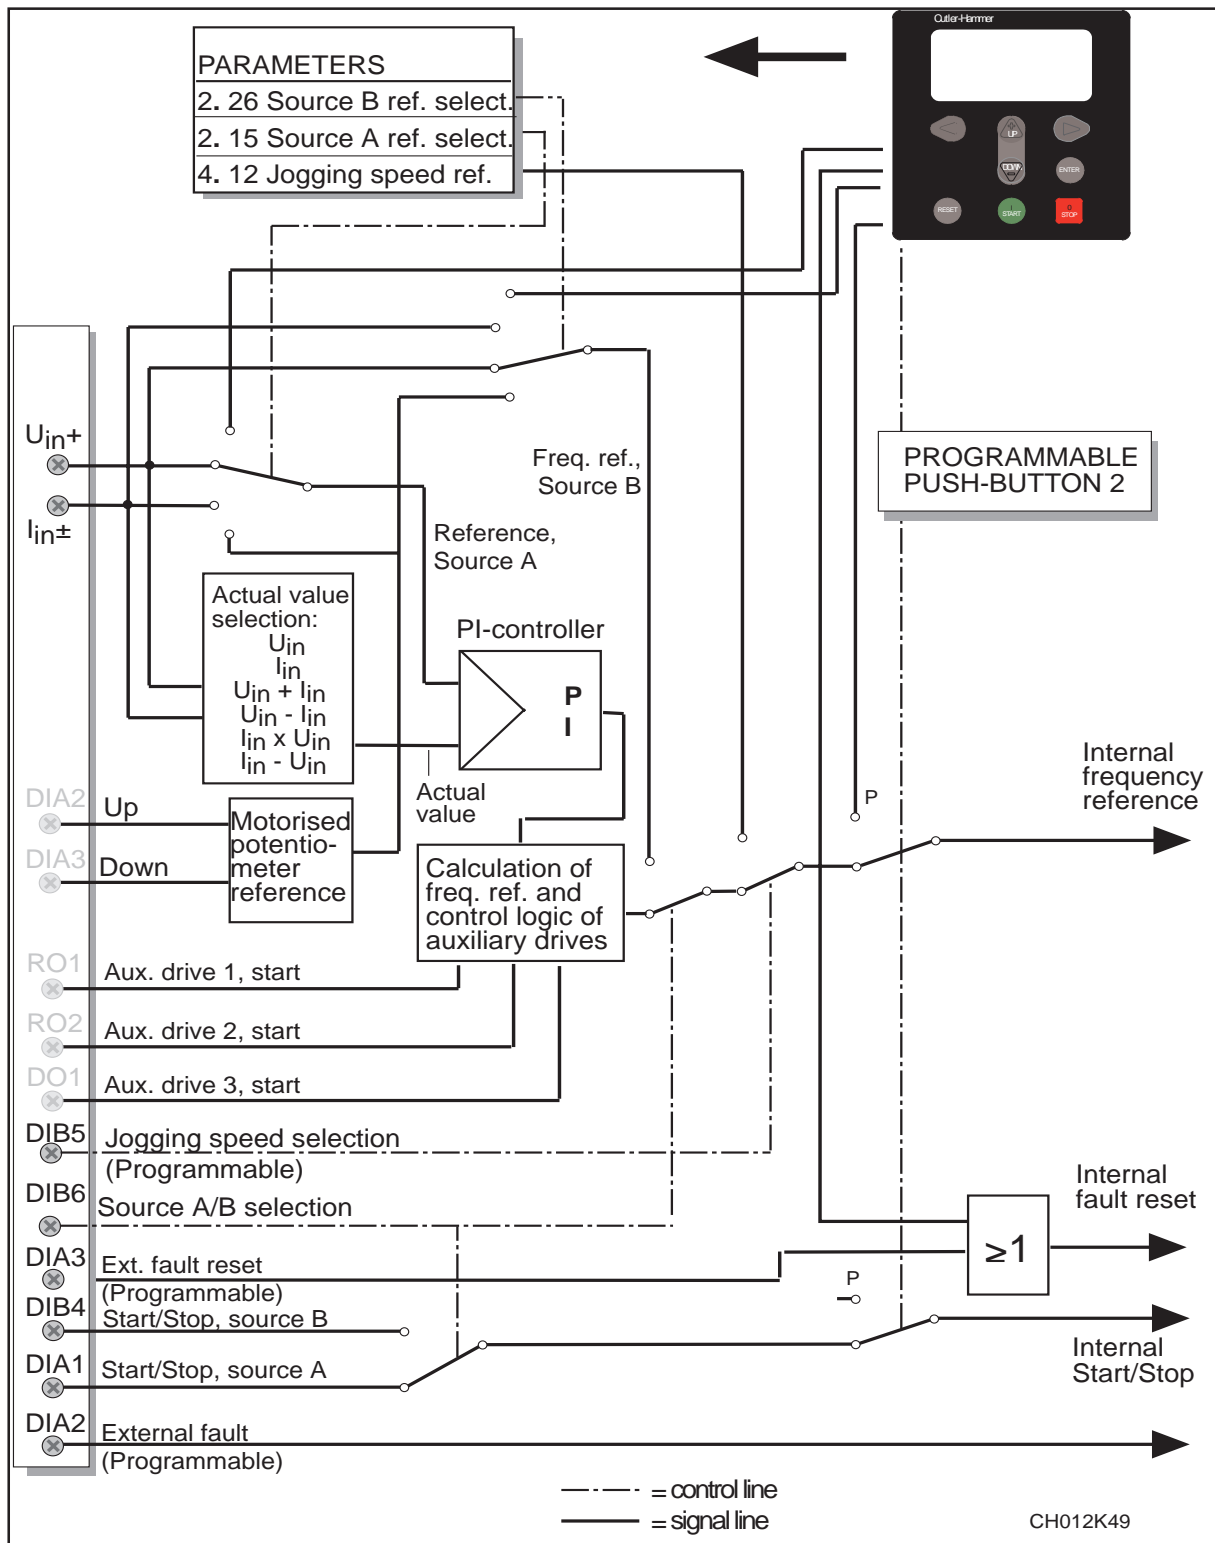 Cutler-Hammer
PARAMETERS
2. 26 Source B ref. select.
2. 15 Source A ref. select.
4. 12 Jogging speed ref.
UP
DOWN
ENTER
RESET
I
START
0
STOP
Uin+
Iin±
Freq. ref.,
Source B
PROGRAMMABLE
PUSH-BUTTON 2
Reference,
Source A
Actual value
selection:
Uin
Iin
Uin + Iin
Uin - Iin
Iin x Uin
Iin - Uin
PI-controller
P
I
Actual
value
Internal
frequency
reference
P
DIA2
Up
DIA3
Down
Motorised
potentio-
meter
reference
Calculation of
freq. ref. and
control logic of
auxiliary drives
RO1
Aux. drive 1, start
RO2
Aux. drive 2, start
DO1
Aux. drive 3, start
DIB5
Jogging speed selection
(Programmable)
DIB6
Source A/B selection
Internal
fault reset
≥1
DIA3
Ext. fault reset
(Programmable)
P
DIB4
Start/Stop, source B
DIA1
Start/Stop, source A
Internal
Start/Stop
DIA2
External fault
(Programmable)
= control line
= signal line
CH012K49